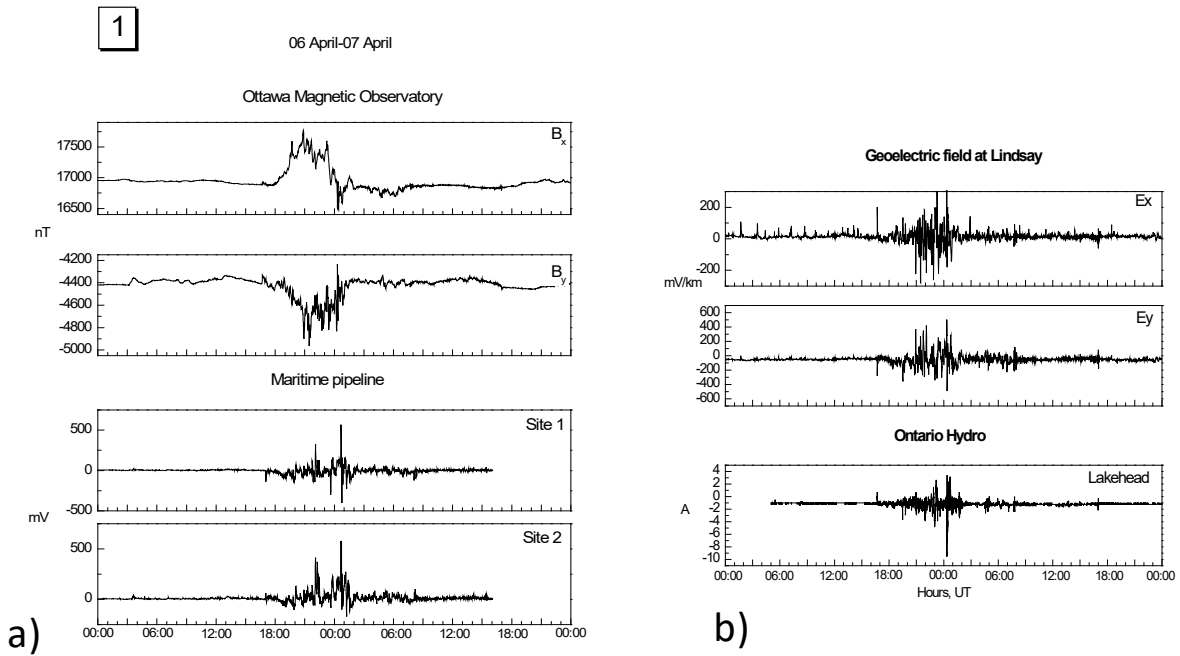 1
06 April-07 April
Ottawa Magnetic Observatory
Bx
17500
17000
16500
nT
By
-4200
-4400
-4600
-4800
-5000
Maritime pipeline
Site 1
500
0
-500
mV
Site 2
500
0
00:00 06:00 12:00 18:00 00:00 06:00 12:00 18:00 00:00
a)
Geoelectric field at Lindsay
Ex
200
0
-200
mV/km
Ey
600
400
200
0
-200
-400
-600
Ontario Hydro
Lakehead
4
2
0
-2
-4
-6
-8
-10
A
00:00 06:00 12:00 18:00 00:00 06:00 12:00 18:00 00:00
Hours, UT
b)